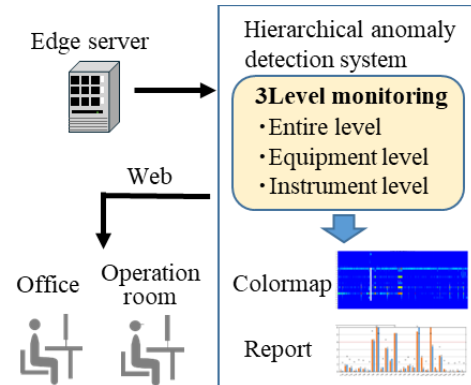 Edge server
Hierarchical anomaly
detection system
3Level monitoring
・Entire level
・Equipment level
・Instrument level
Web
Office
Operation
room
Colormap
Report